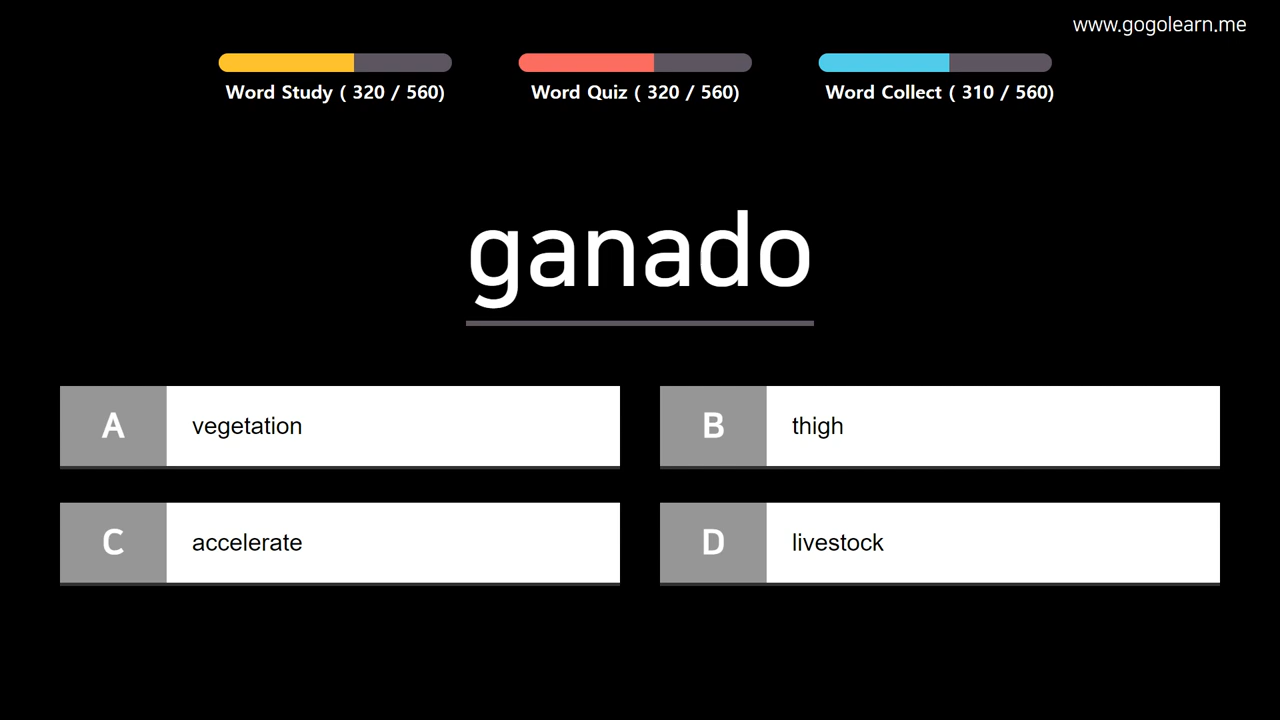 www.gogolearn.me
Word Study ( 320 / 560)
Word Quiz ( 320 / 560)
Word Collect ( 310 / 560)
ganado
A vegetation
B thigh
C accelerate
D livestock